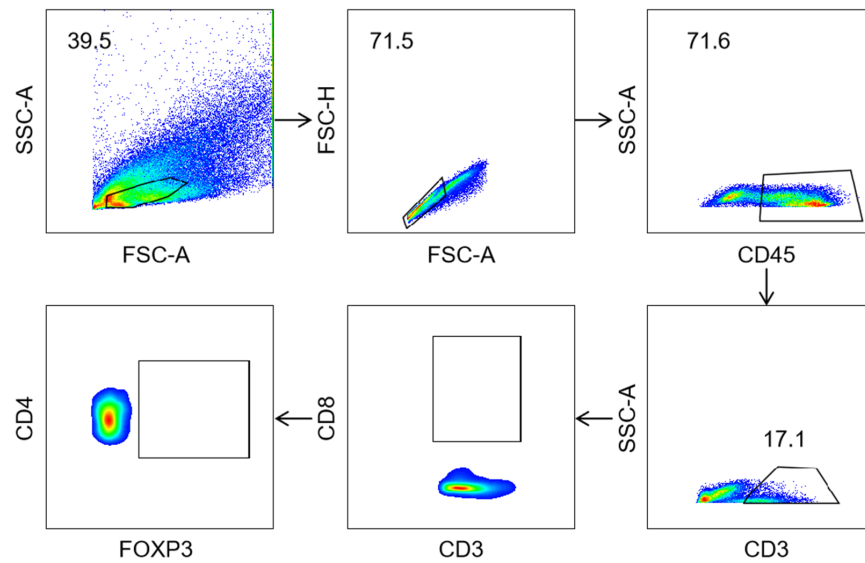 39.5
SSC-A
FSC-A
71.5
FSC-H
FSC-A
71.6
SSC-A
CD45
17.1
SSC-A
CD3
CD8
CD3
CD4
FOXP3